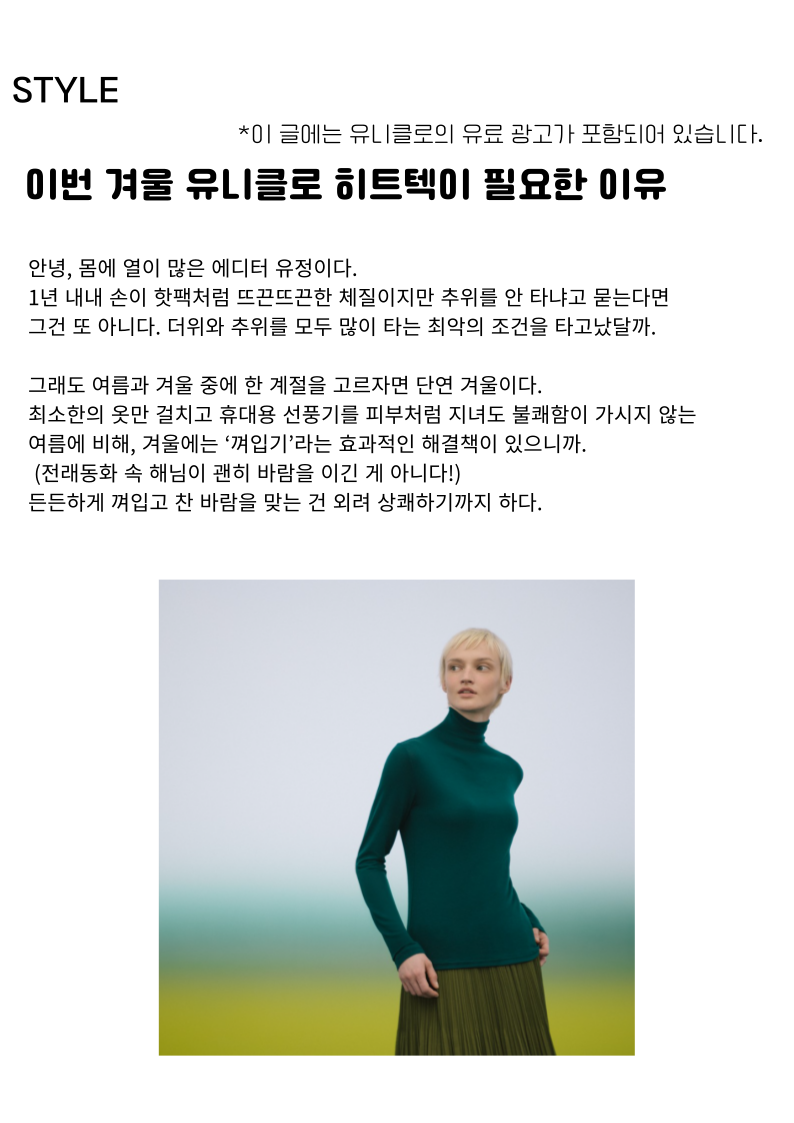 STYLE
*이 글에는 유니클로의 유료 광고가 포함되어 있습니다.
이번 겨울 유니클로 히트텍이 필요한 이유
안녕, 몸에 열이 많은 에디터 유정이다.
1년 내내 손이 핫팩처럼 뜨끈뜨끈한 체질이지만 추위를 안 타냐고 묻는다면
그건 또 아니다. 더위와 추위를 모두 많이 타는 최악의 조건을 타고났달까.
그래도 여름과 겨울 중에 한 계절을 고르자면 단연 겨울이다.
최소한의 옷만 걸치고 휴대용 선풍기를 피부처럼 지녀도 불쾌함이 가시지 않는
여름에 비해, 겨울에는 ‘껴입기’라는 효과적인 해결책이 있으니까.
(전래동화 속 해님이 괜히 바람을 이긴 게 아니다!)
든든하게 껴입고 찬 바람을 맞는 건 외려 상쾌하기까지 하다.